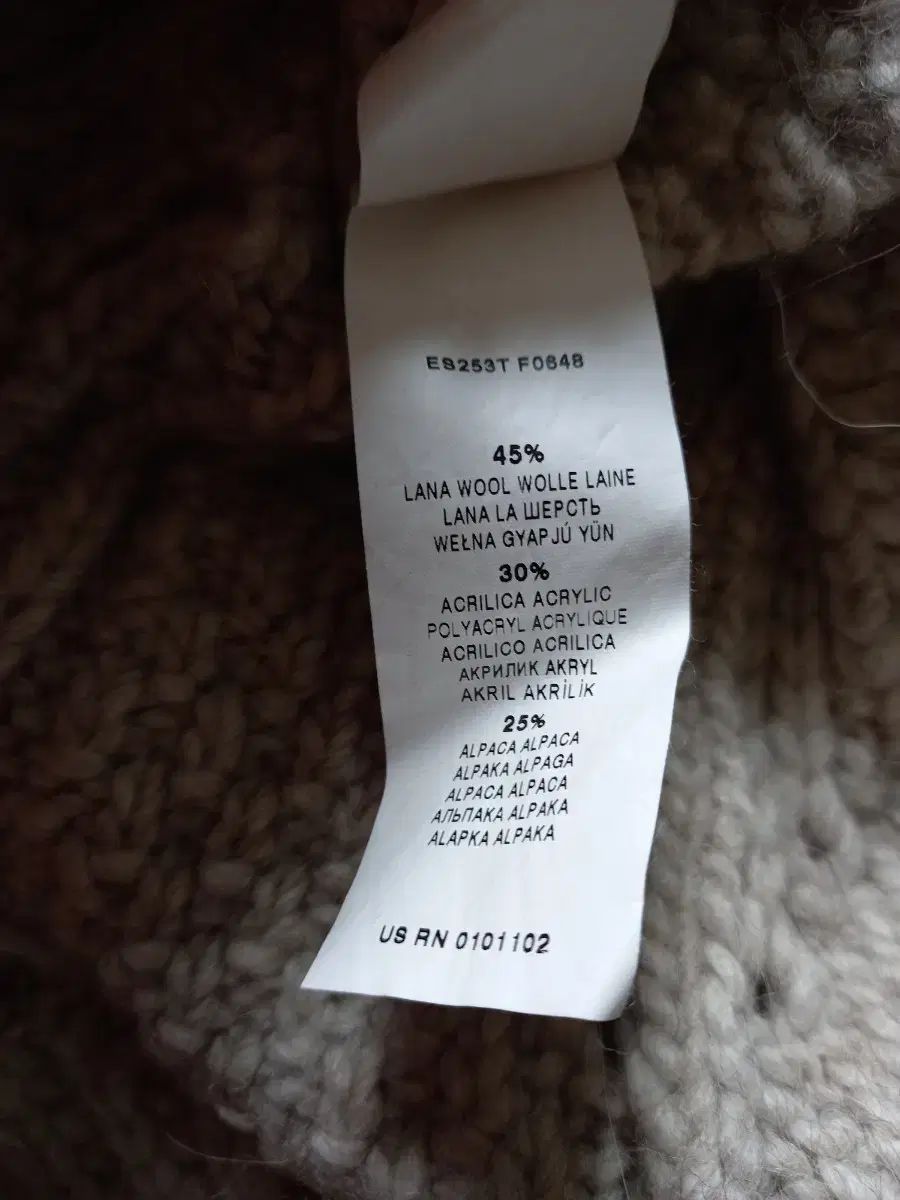 ES253T F0648
45%
LANA WOOL WOLLE LAINE
LANA LA ШЕРСТЬ
WEŁNA GYAPJÚ YÜN
30%
ACRILICA ACRYLIC
POLYACRYL ACRYLIQUE
ACRILICO ACRILICA
АКРИЛИК AKRYL
AKRIL AKRİLİK
25%
ALPACA ALPACA
ALPAKA ALPAGA
ALPACA ALPACA
АЛЬПАКА ALPAKA
ALAPKA ALPAKA
US RN 0101102